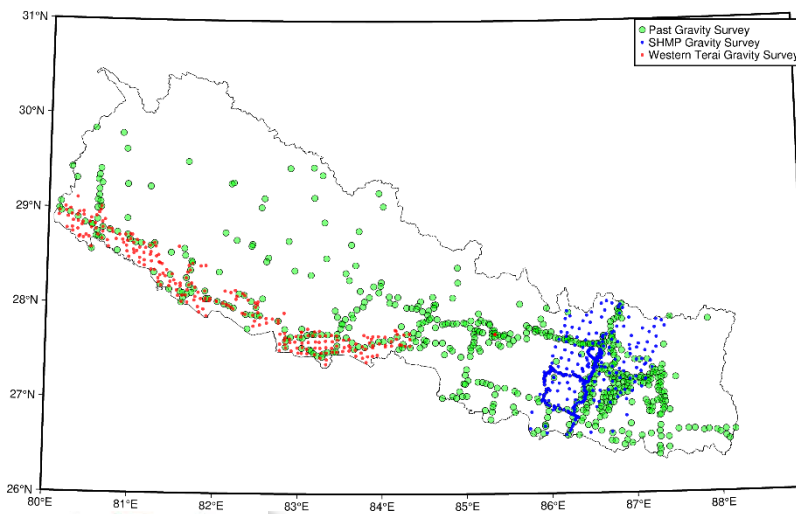 31°N
Past Gravity Survey
SHMP Gravity Survey
Western Terai Gravity Survey
30°N
29°N
28°N
27°N
26°N
80°E 81°E 82°E 83°E 84°E 85°E 86°E 87°E 88°E